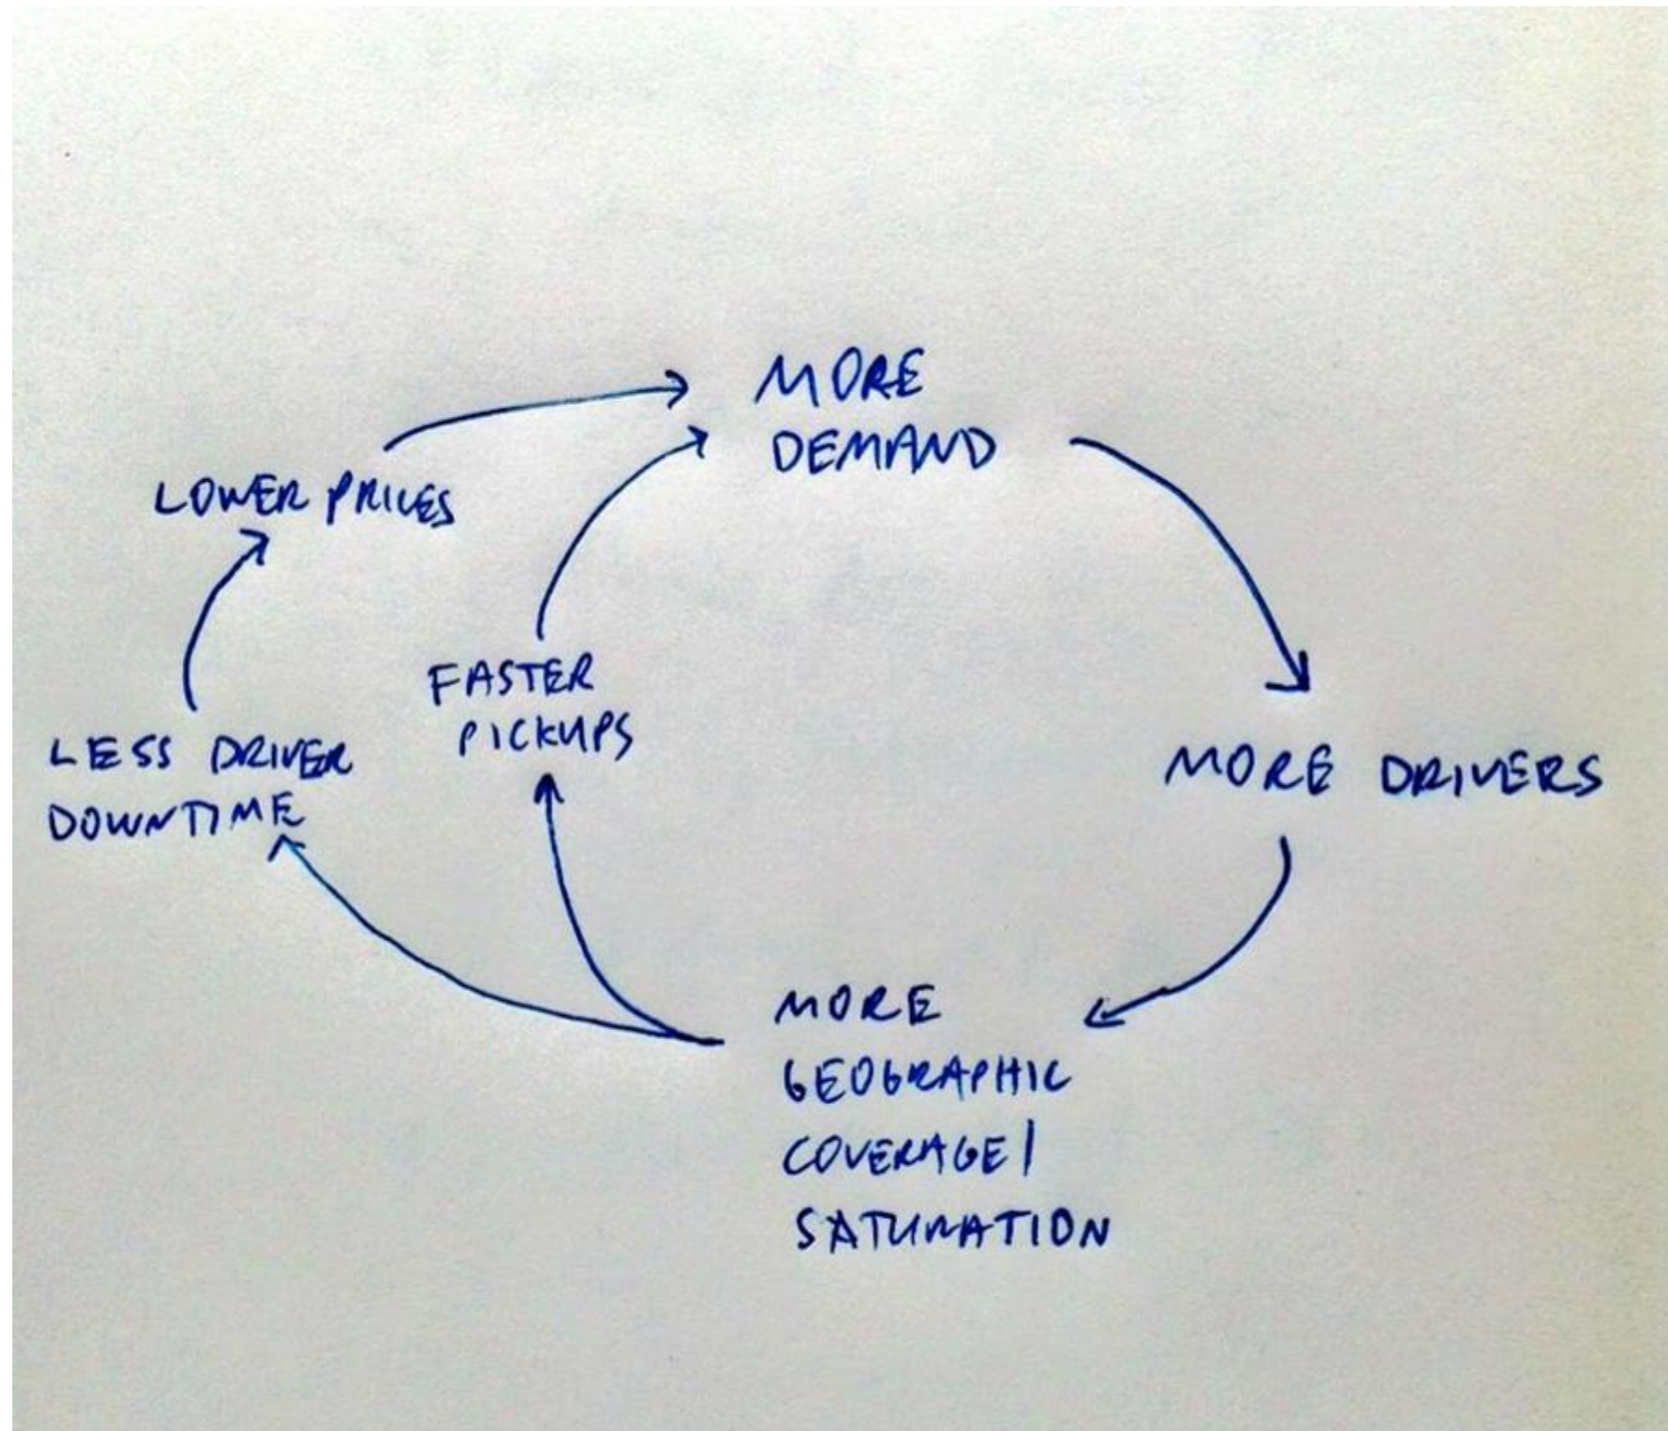 MORE
DEMAND
LOWER PRICES
FASTER
PICKUPS
LESS DRIVER
DOWNTIME
MORE DRIVERS
MORE
GEOGRAPHIC
COVERAGE/
SATURATION